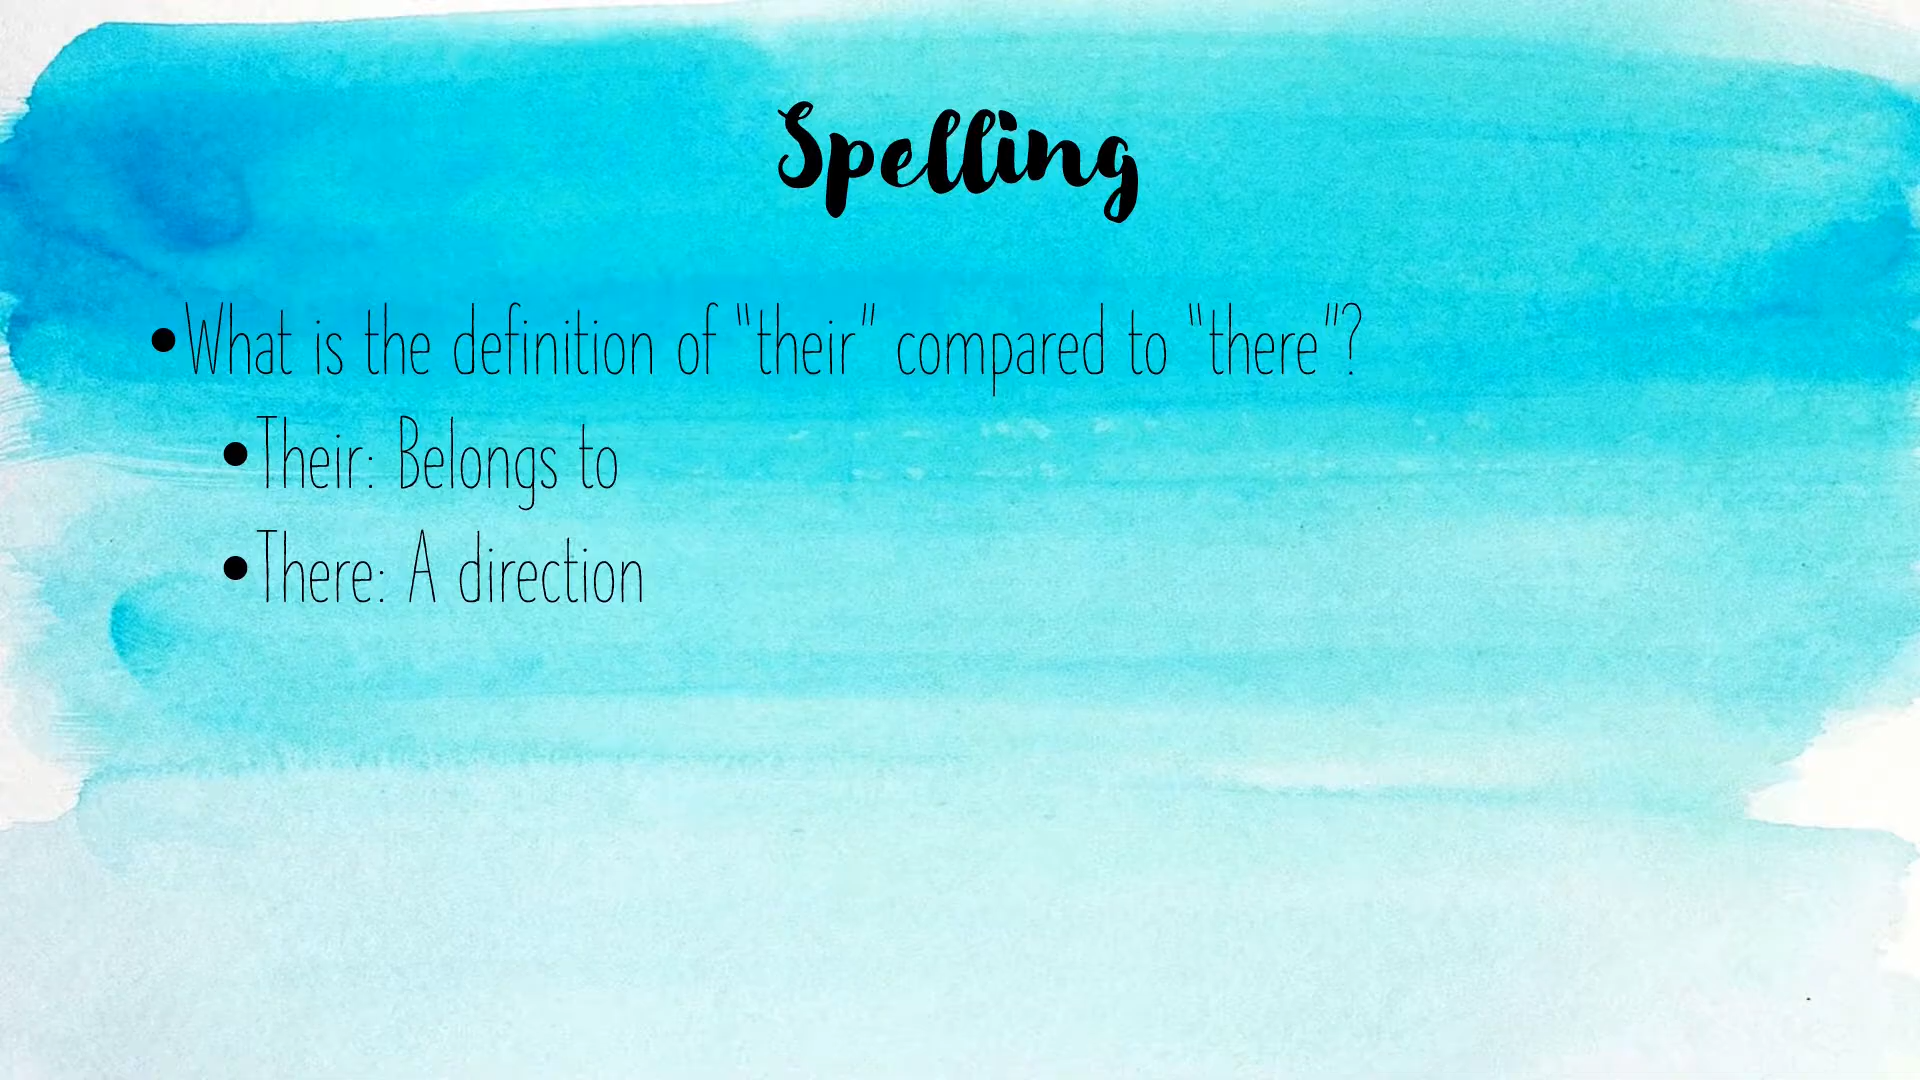 Spelling
•What is the definition of “their” compared to “there”?
•Their: Belongs to
•There: A direction